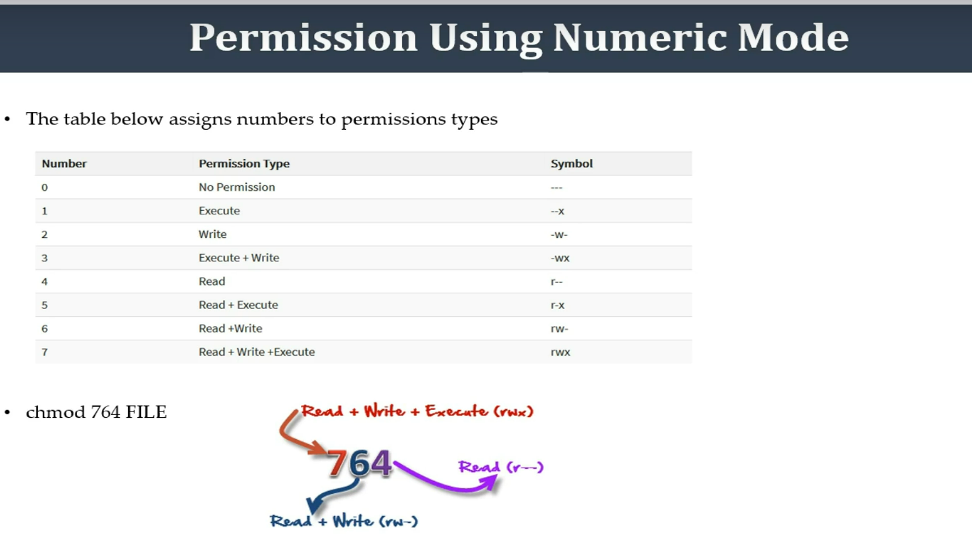 Permission Using Numeric Mode
• The table below assigns numbers to permissions types
Number Permission Type Symbol
0 No Permission ---
1 Execute --x
2 Write -w-
3 Execute + Write -wx
4 Read r--
5 Read + Execute r-x
6 Read +Write rw-
7 Read + Write +Execute rwx
• chmod 764 FILE
Read + Write + Execute (rwx)
764
Read (r--)
Read + Write (rw-)